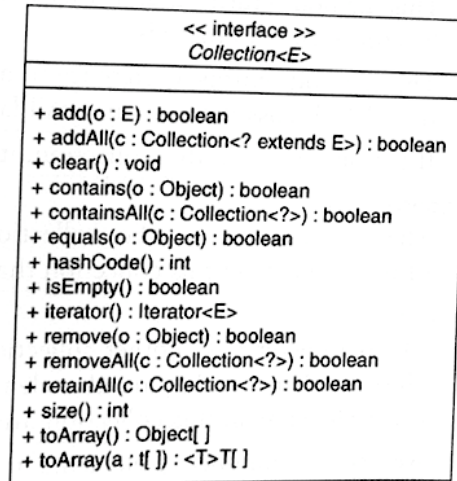 << interface >>
Collection<E>
+ add(o : E) : boolean
+ addAll(c : Collection<? extends E>) : boolean
+ clear() : void
+ contains(o : Object) : boolean
+ containsAll(c : Collection<?>) : boolean
+ equals(o : Object) : boolean
+ hashCode() : int
+ isEmpty() : boolean
+ iterator() : Iterator<E>
+ remove(o : Object) : boolean
+ removeAll(c : Collection<?>) : boolean
+ retainAll(c : Collection<?>) : boolean
+ size() : int
+ toArray() : Object[ ]
+ toArray(a : t[ ]) : <T>T[ ]